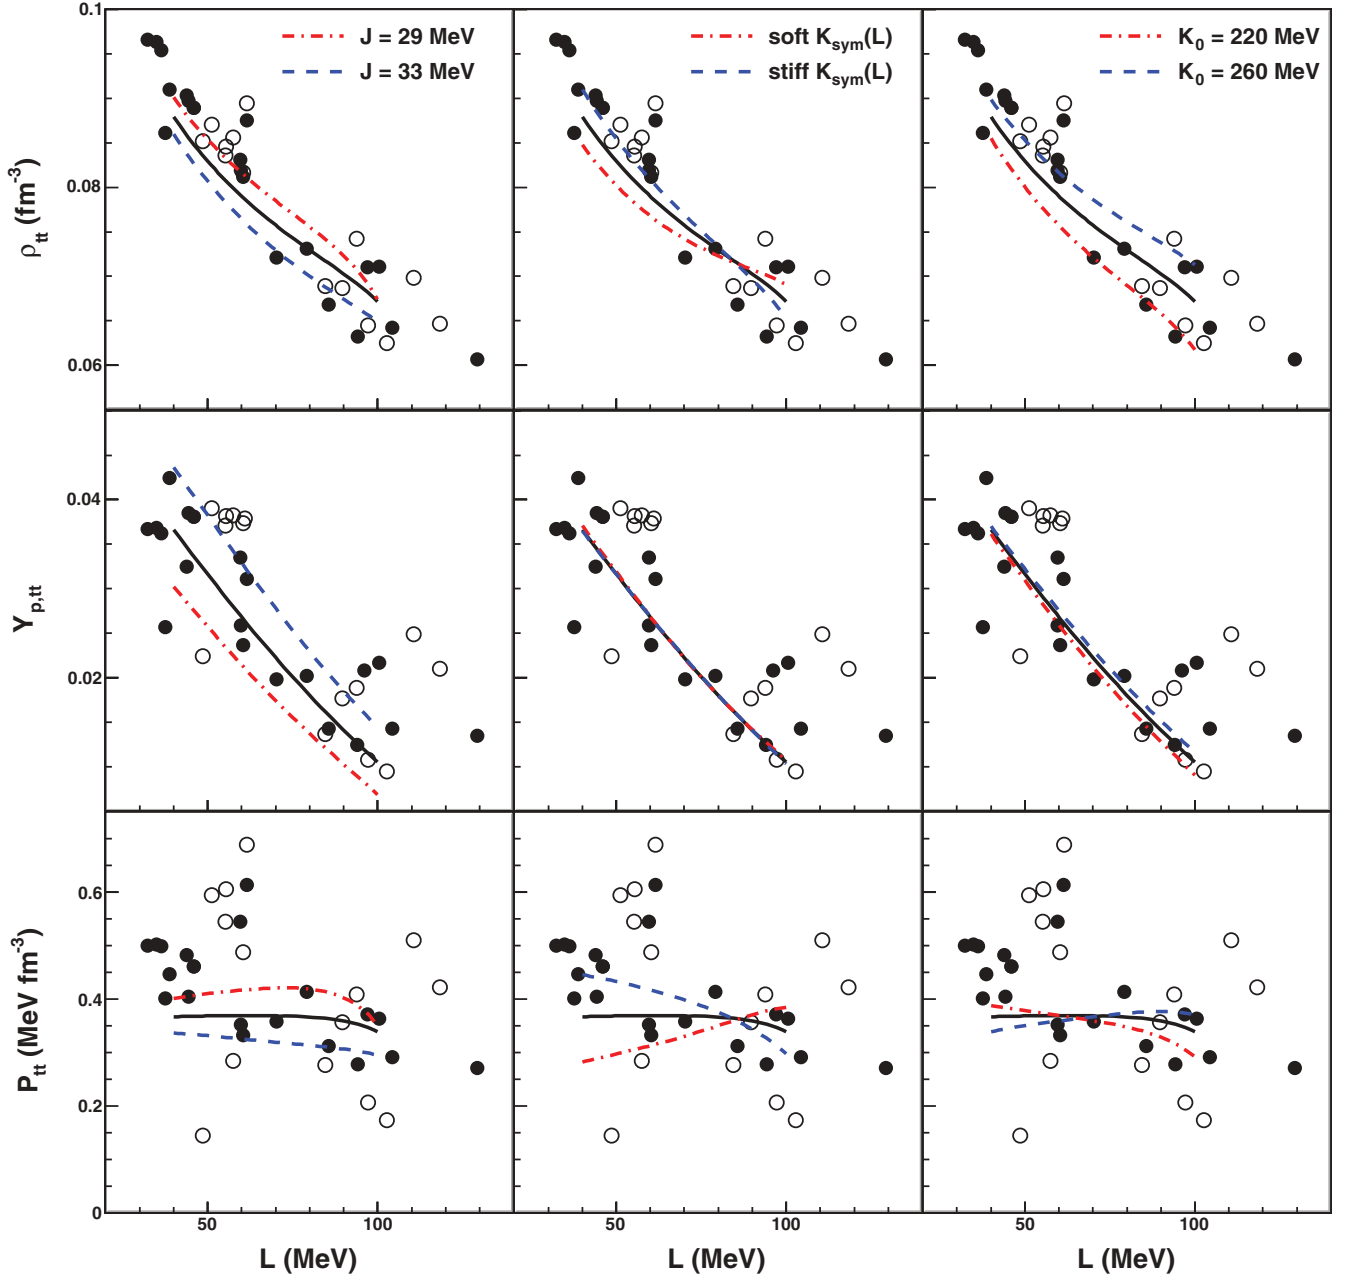 0.1
J = 29 MeV
J = 33 MeV
soft Ksym(L)
stiff Ksym(L)
K0 = 220 MeV
K0 = 260 MeV
0.08
ρtt (fm-3)
0.06
0.04
Yp,tt
0.02
0.6
0.4
Ptt (MeV fm-3)
0.2
0
50 100 50 100 50 100
L (MeV) L (MeV) L (MeV)